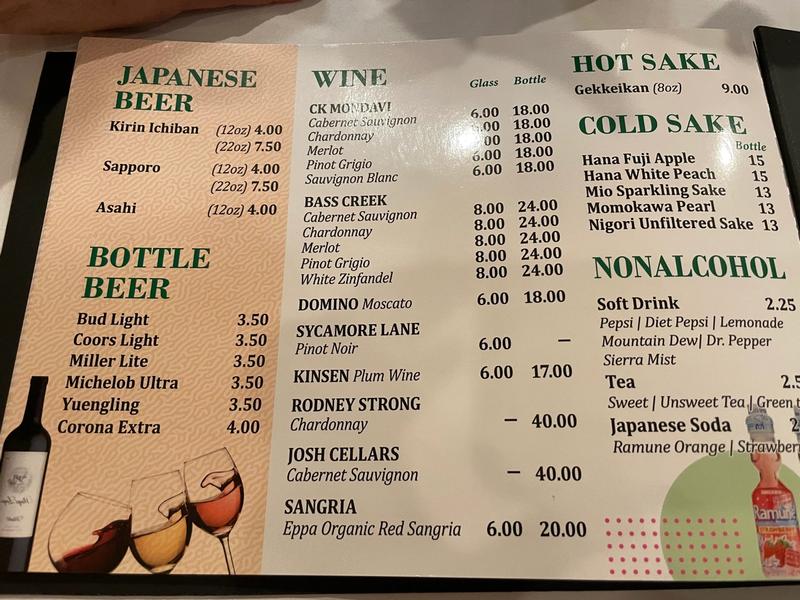 JAPANESE
BEER
Kirin Ichiban (12oz) 4.00
(22oz) 7.50
Sapporo (12oz) 4.00
(22oz) 7.50
Asahi (12oz) 4.00
BOTTLE
BEER
Bud Light 3.50
Coors Light 3.50
Miller Lite 3.50
Michelob Ultra 3.50
Yuengling 3.50
Corona Extra 4.00
WINE Glass Bottle
CK MONDAVI
Cabernet Sauvignon 6.00 18.00
Chardonnay 6.00 18.00
Merlot 6.00 18.00
Pinot Grigio 6.00 18.00
Sauvignon Blanc 6.00 18.00
BASS CREEK
Cabernet Sauvignon 8.00 24.00
Chardonnay 8.00 24.00
Merlot 8.00 24.00
Pinot Grigio 8.00 24.00
White Zinfandel 8.00 24.00
DOMINO Moscato 6.00 18.00
SYCAMORE LANE
Pinot Noir 6.00 —
KINSEN Plum Wine 6.00 17.00
RODNEY STRONG
Chardonnay — 40.00
JOSH CELLARS
Cabernet Sauvignon — 40.00
SANGRIA
Eppa Organic Red Sangria 6.00 20.00
HOT SAKE
Gekkeikan (8oz) 9.00
COLD SAKE
Bottle
Hana Fuji Apple 15
Hana White Peach 15
Mio Sparkling Sake 13
Momokawa Pearl 13
Nigori Unfiltered Sake 13
NONALCOHOL
Soft Drink 2.25
Pepsi | Diet Pepsi | Lemonade
Mountain Dew| Dr. Pepper
Sierra Mist
Tea
Sweet | Unsweet Tea | Green
Japanese Soda
Ramune Orange | Strawber
Ramune